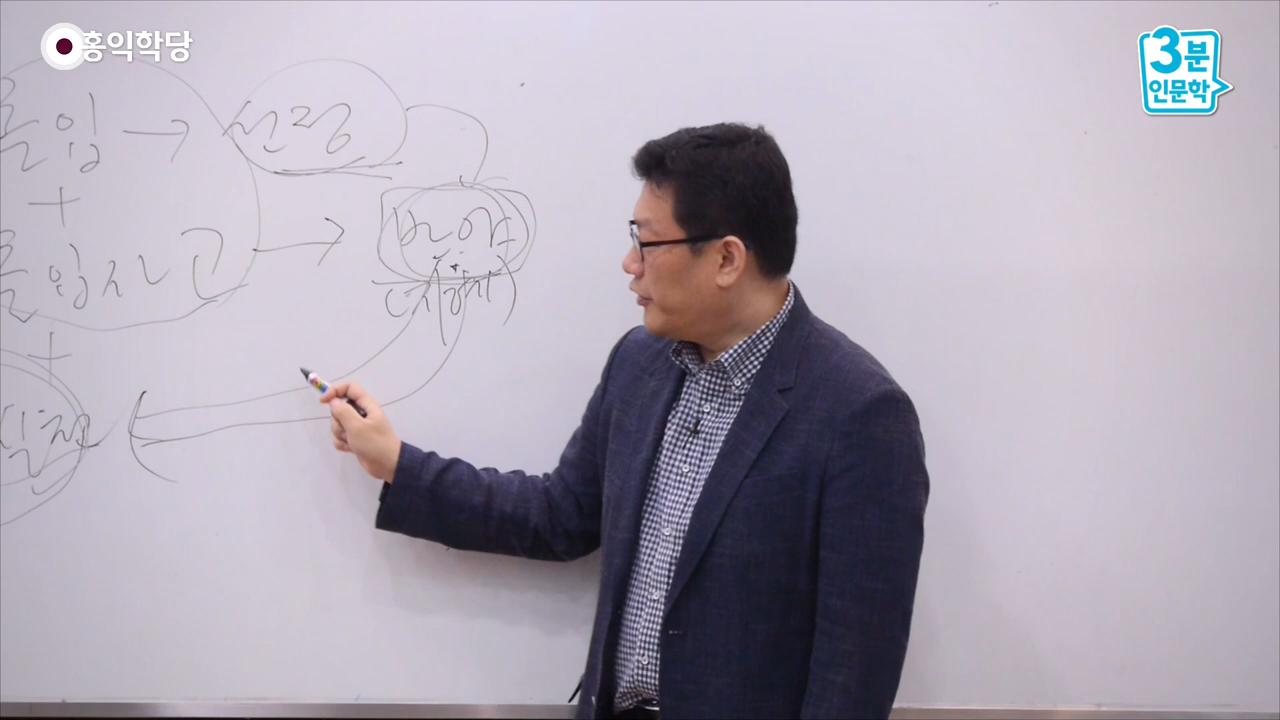 홍익학당
3분
인문학
몰입 → 선정
+
몰입사고 → 반야
(지혜)
+
실천